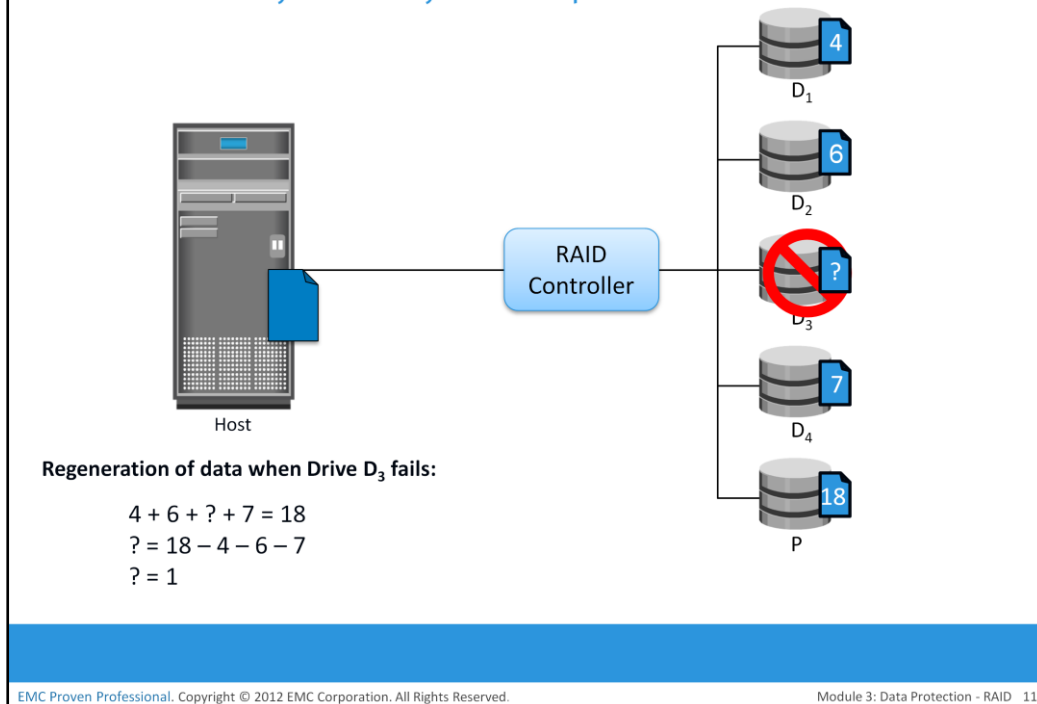 4
D1
6
D2
RAID
Controller
?
D3
7
D4
18
P
Host
Regeneration of data when Drive D3 fails:
4 + 6 + ? + 7 = 18
? = 18 – 4 – 6 – 7
? = 1
EMC Proven Professional. Copyright © 2012 EMC Corporation. All Rights Reserved.
Module 3: Data Protection - RAID 11